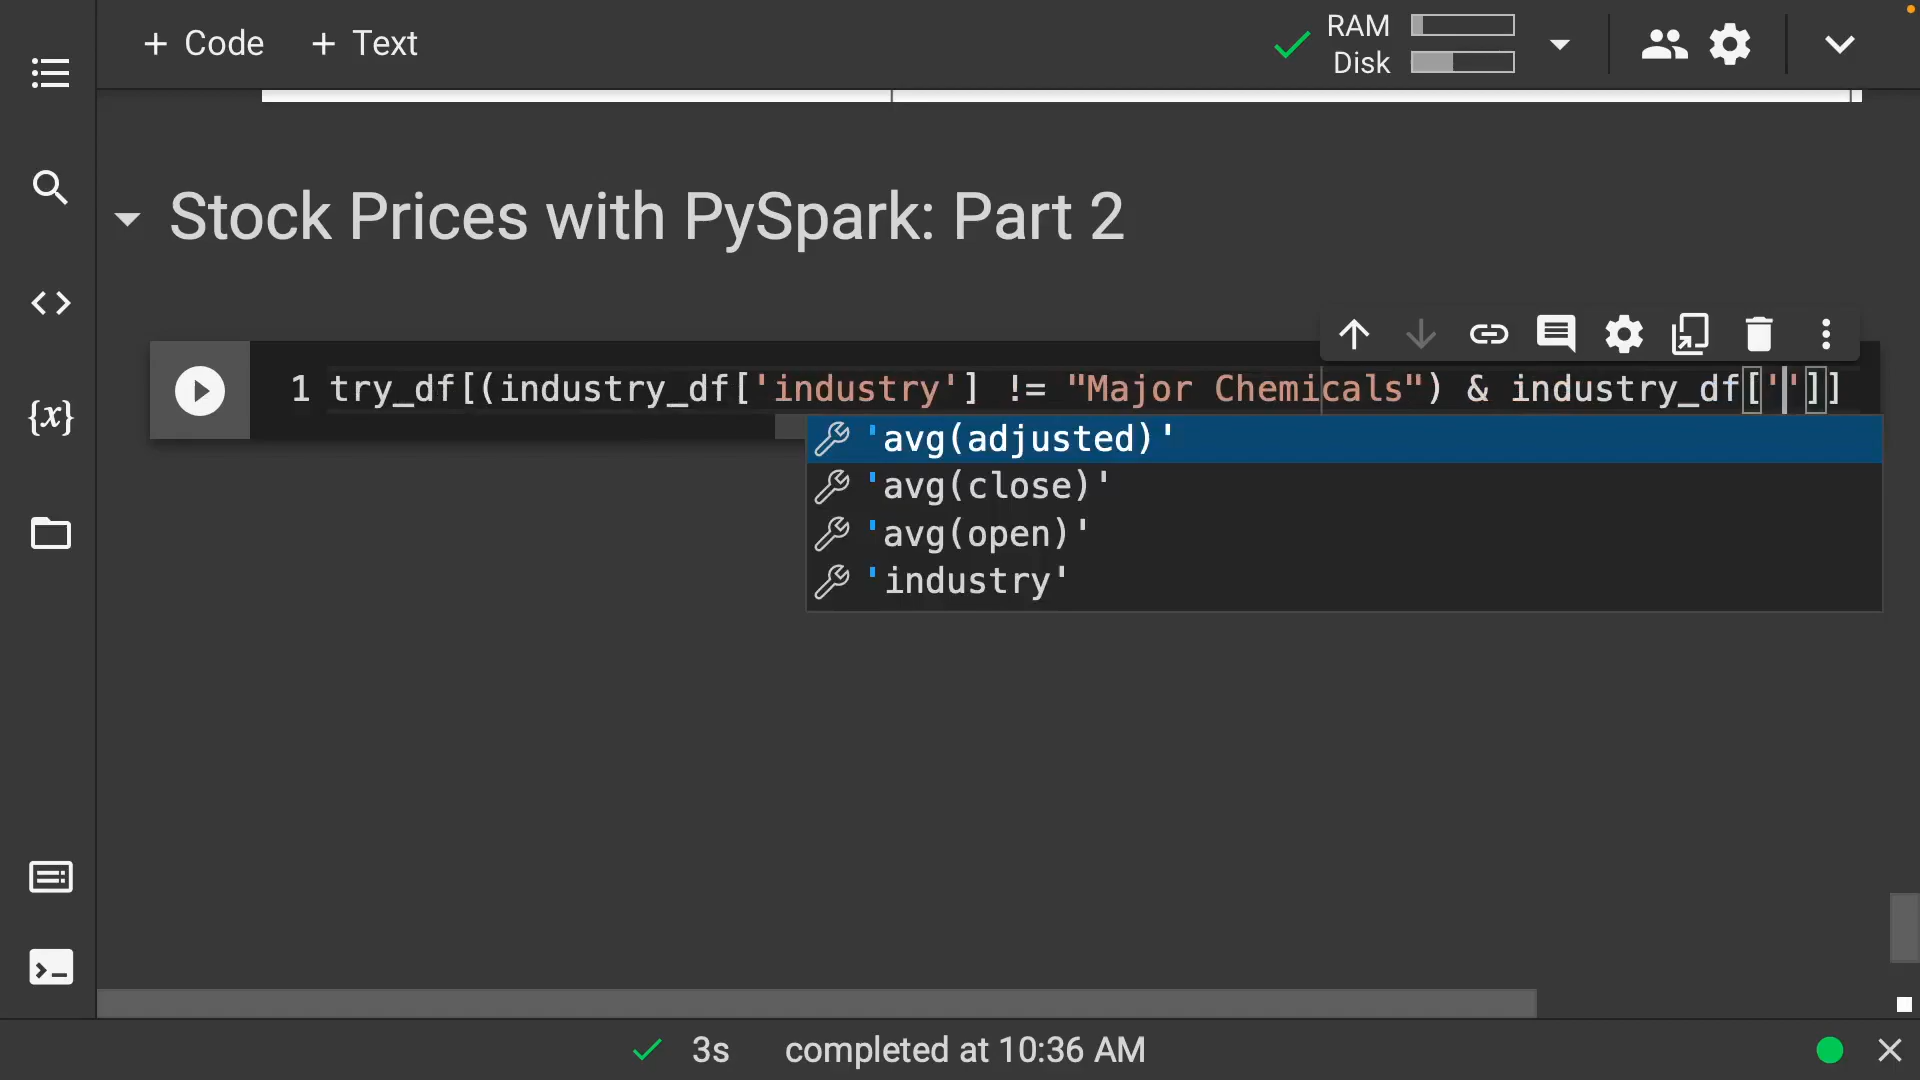 + Code + Text
RAM
Disk
Stock Prices with PySpark: Part 2
1 try_df[(industry_df['industry'] != "Major Chemicals") & industry_df['']]
'avg(adjusted)'
'avg(close)'
'avg(open)'
'industry'
{x}
3s completed at 10:36 AM